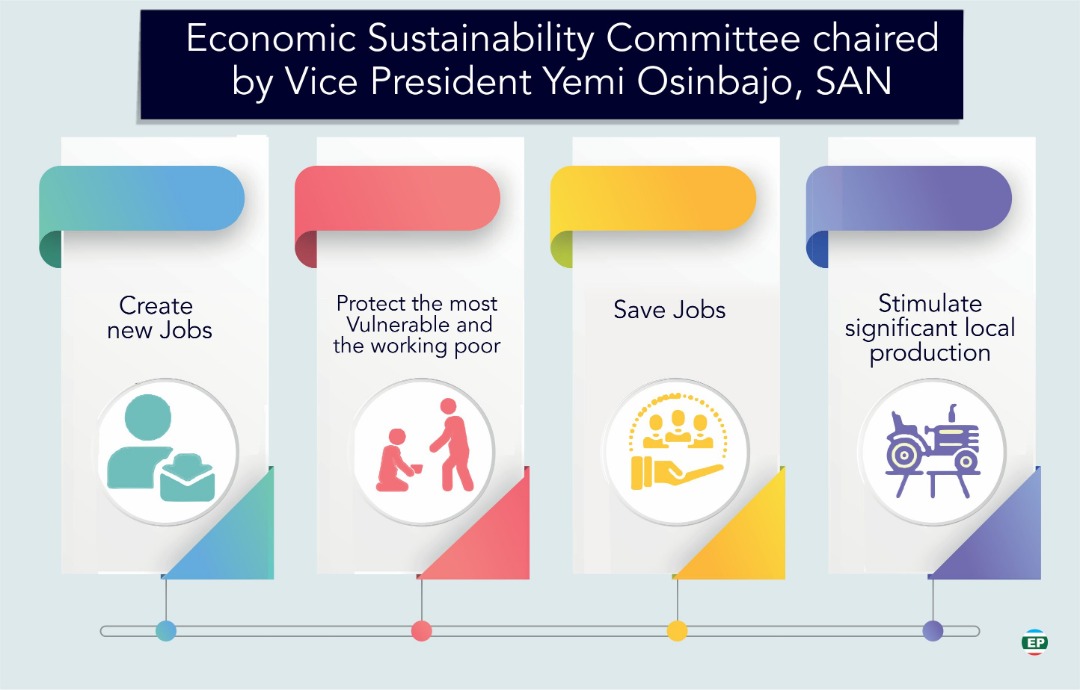 Economic Sustainability Committee chaired
by Vice President Yemi Osinbajo, SAN
Create
new Jobs
Protect the most
Vulnerable and
the working poor
Save Jobs
Stimulate
significant local
production
EP